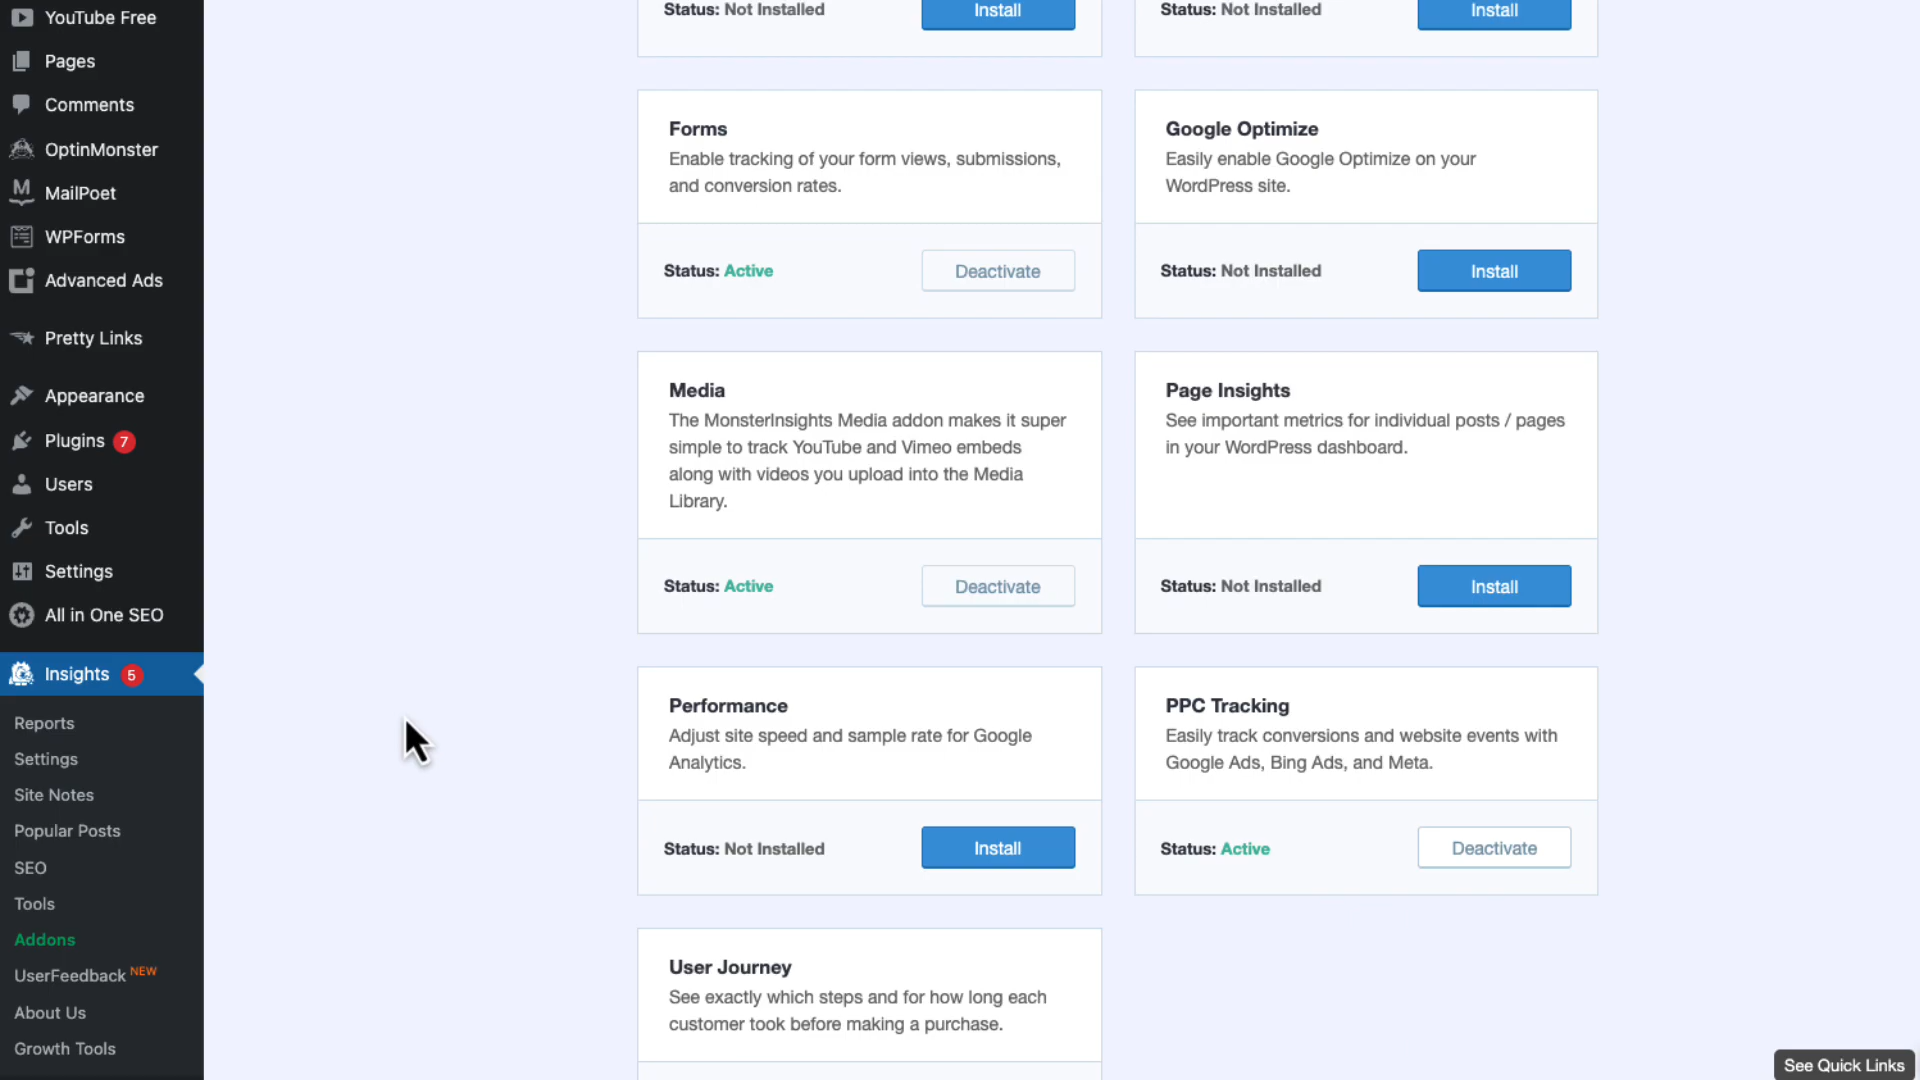 YouTube Free
Pages
Comments
OptinMonster
MailPoet
WPForms
Advanced Ads
Pretty Links
Appearance
Plugins 7
Users
Tools
Settings
All in One SEO
Insights 5
Reports
Settings
Site Notes
Popular Posts
SEO
Tools
Addons
UserFeedback NEW
About Us
Growth Tools
Status: Not Installed
Install
Status: Not Installed
Install
Forms
Enable tracking of your form views, submissions,
and conversion rates.
Status: Active
Deactivate
Google Optimize
Easily enable Google Optimize on your
WordPress site.
Status: Not Installed
Install
Media
The MonsterInsights Media addon makes it super
simple to track YouTube and Vimeo embeds
along with videos you upload into the Media
Library.
Status: Active
Deactivate
Page Insights
See important metrics for individual posts / pages
in your WordPress dashboard.
Status: Not Installed
Install
Performance
Adjust site speed and sample rate for Google
Analytics.
Status: Not Installed
Install
PPC Tracking
Easily track conversions and website events with
Google Ads, Bing Ads, and Meta.
Status: Active
Deactivate
User Journey
See exactly which steps and for how long each
customer took before making a purchase.
See Quick Links